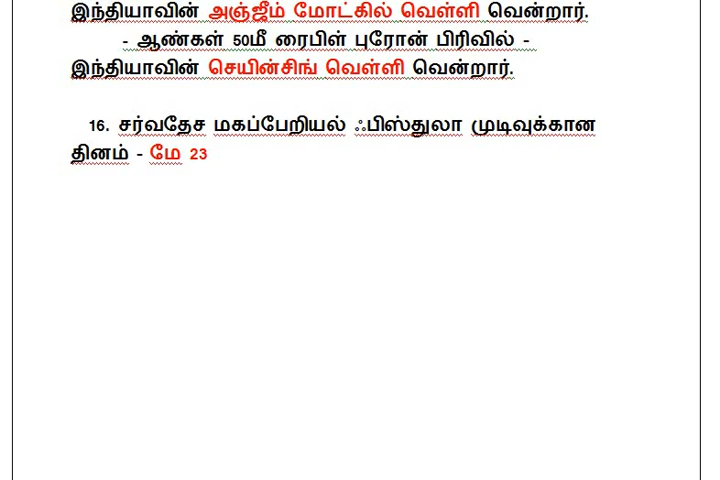 இந்தியாவின் அஞ்ஜீம் மோட்கில் வெள்ளி வென்றார்.
- ஆண்கள் 50மீ ரைபிள் புரோன் பிரிவில் -
இந்தியாவின் செயின்சிங் வெள்ளி வென்றார்.
16. சர்வதேச மகப்பேறியல் ஃபிஸ்துலா முடிவுக்கான
தினம் - மே 23